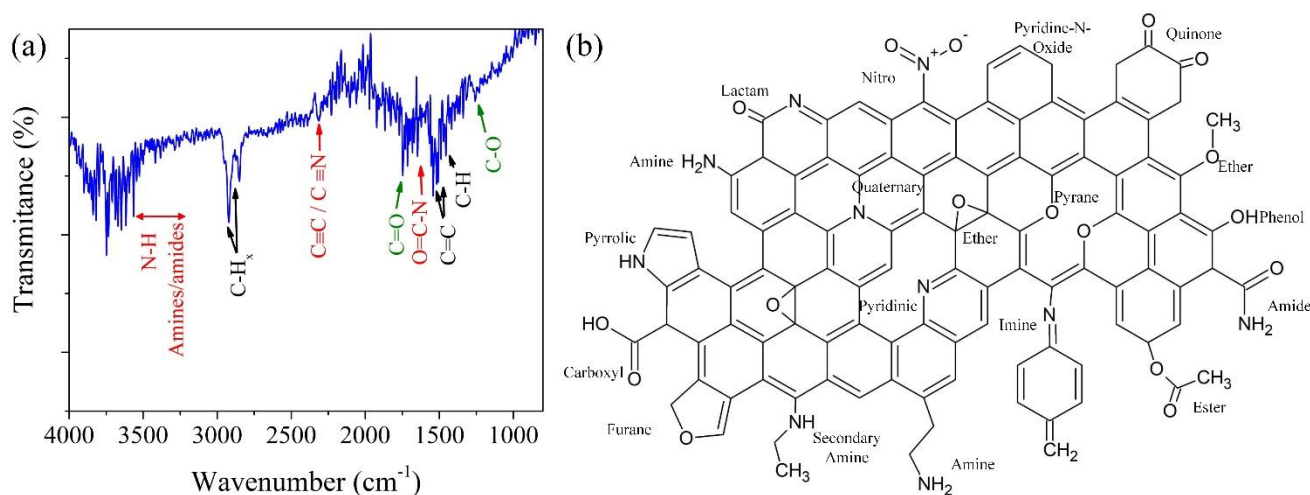 (a)
Transmitance (%)
N-H
Amines/amides
C-Hx
C≡C / C ≡N
C=O
O=C-N
C=C
C-H
C-O
4000 3500 3000 2500 2000 1500 1000
Wavenumber (cm-1)
(b)
Pyridine-N-
Oxide
Quinone
O
O
O
N+
O-
Nitro
Lactam
O
N
CH3
O
Ether
Amine
H2N
Quaternary
N
O
Ether
Pyrane
O
O
OH
Phenol
Pyrrolic
HN
O
Pyridinic
N
Imine
N
O
Amide
NH2
HO
Carboxyl
O
O
CH3
O
Ester
Furane
O
NH
Secondary
Amine
CH3
Amine
NH2
CH2